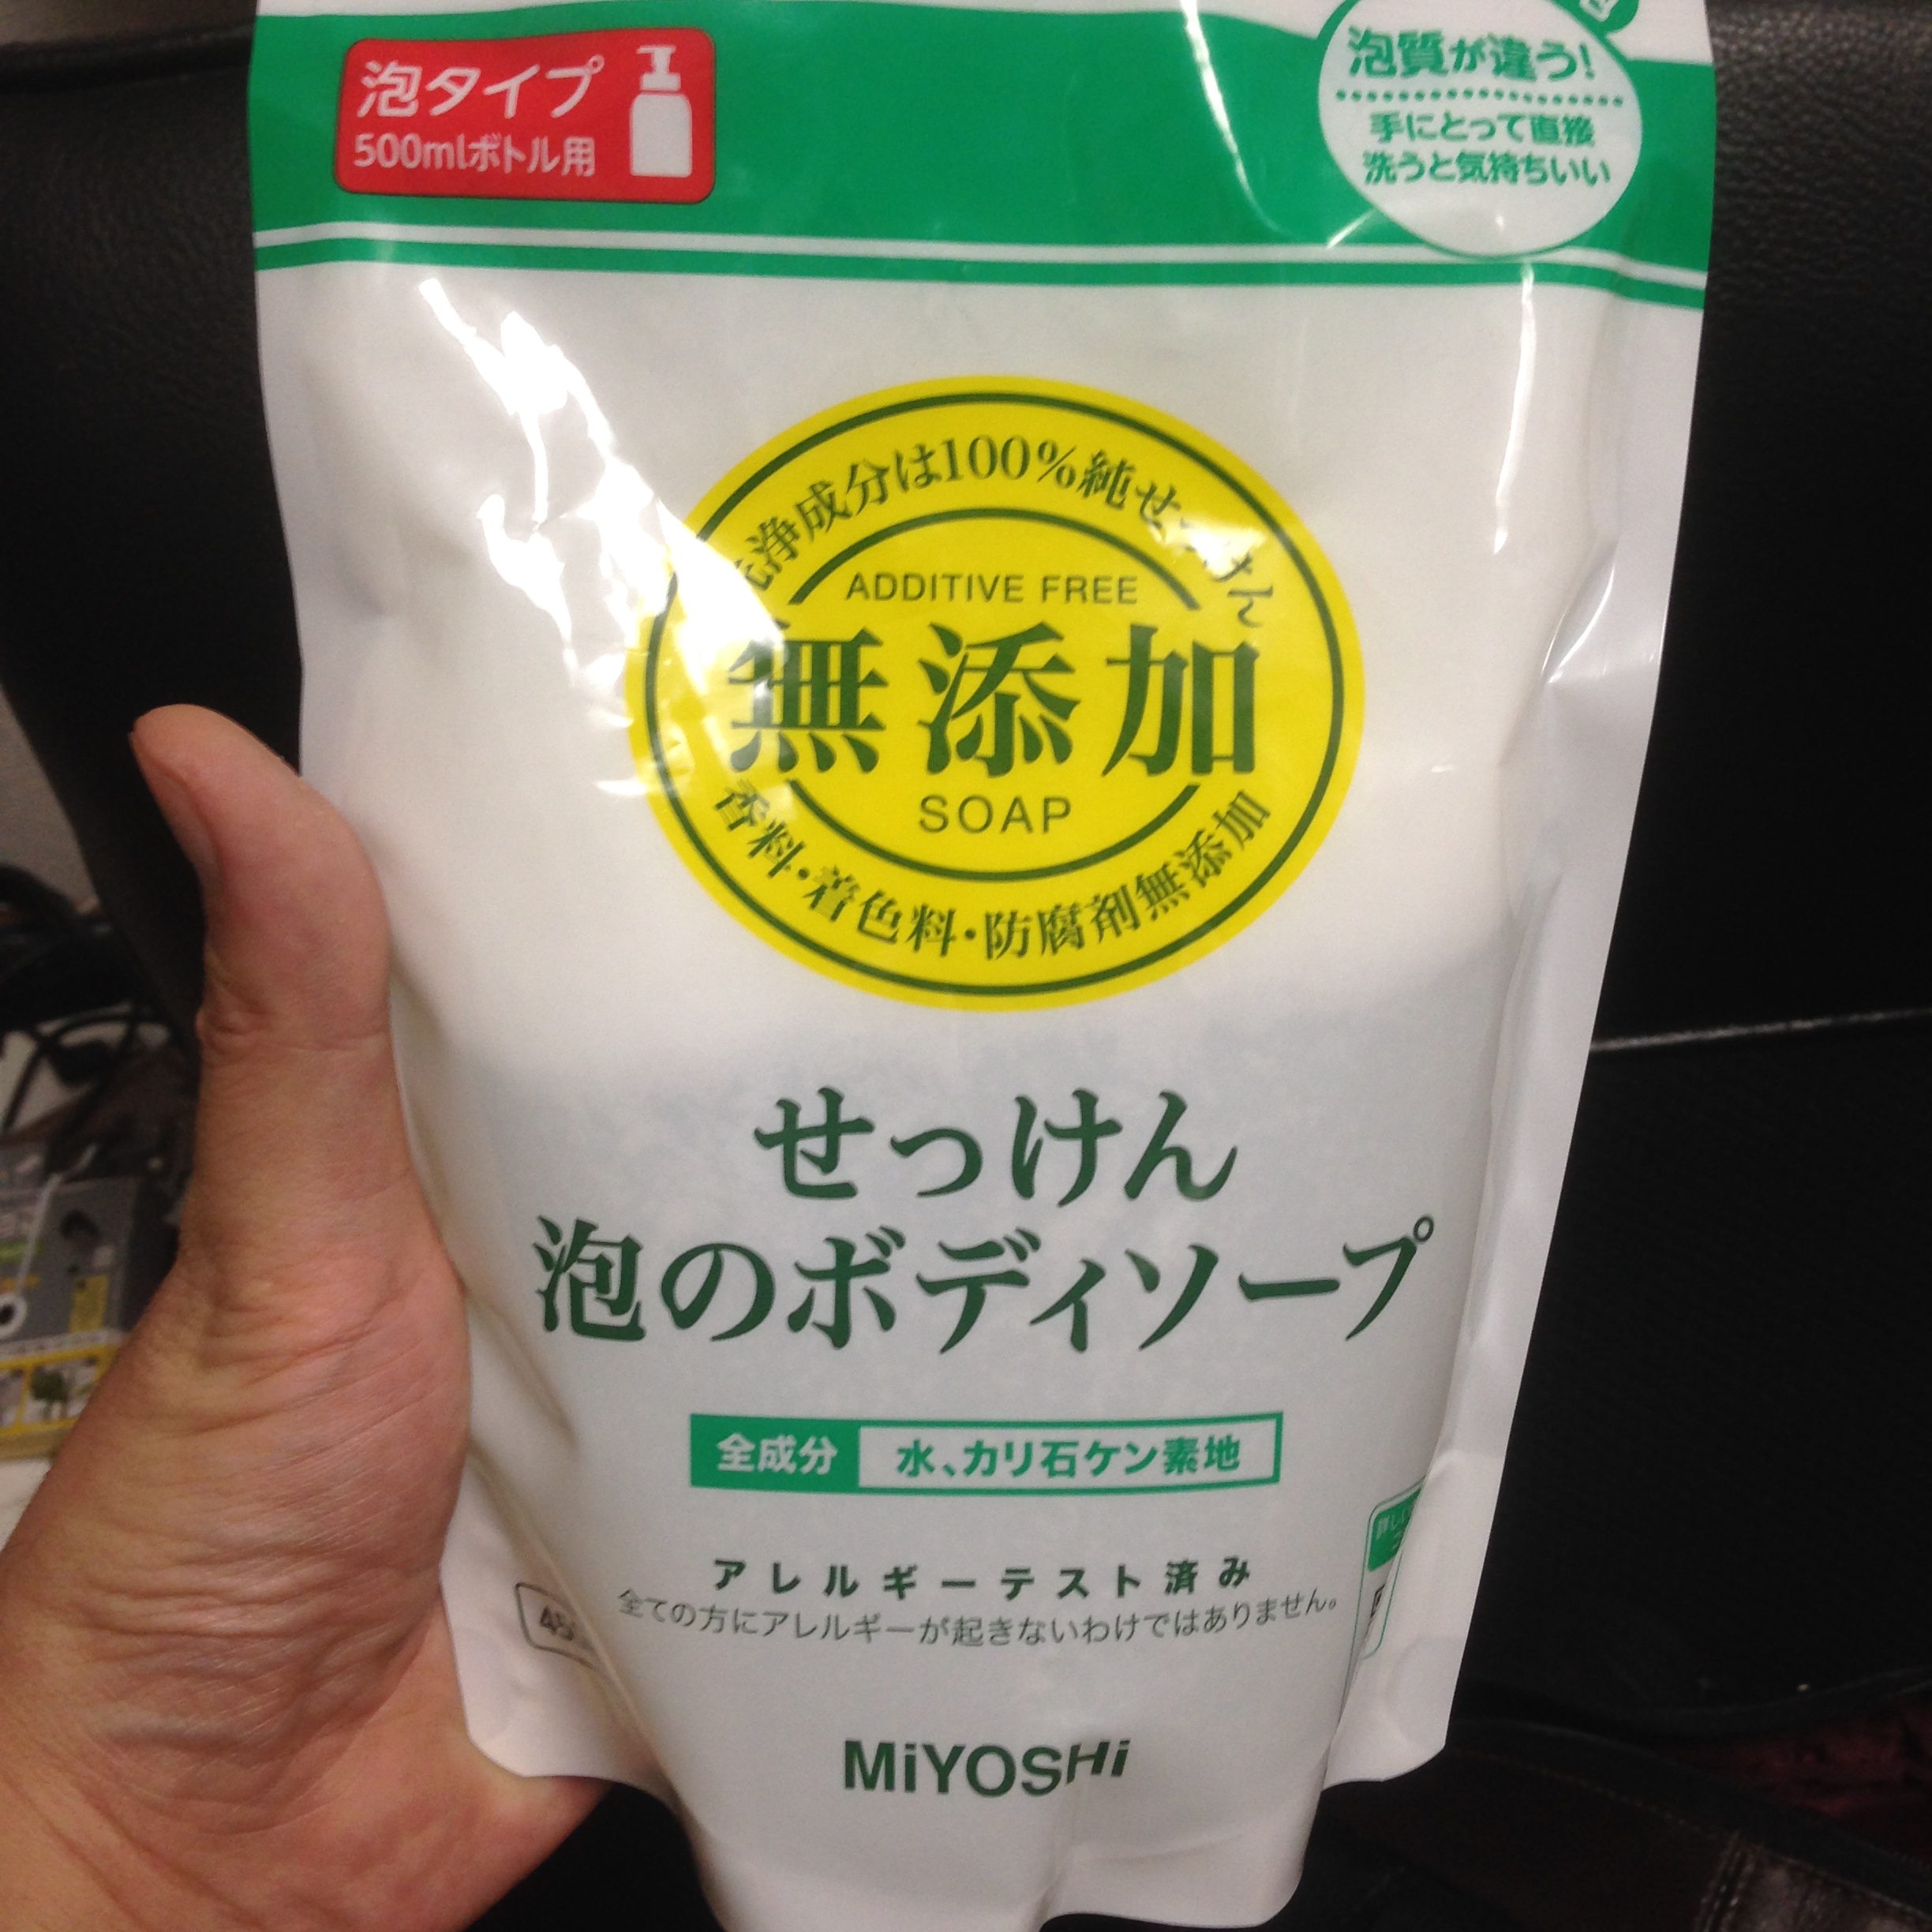 泡タイプ
500mlボトル用
泡質が違う!
手にとって直接
洗うと気持ちいい
洗浄成分は100%純せっけん
ADDITIVE FREE
無添加
SOAP
香料・着色料・防腐剤無添加
せっけん
泡のボディソープ
全成分 水、カリ石ケン素地
アレルギーテスト済み
全ての方にアレルギーが起きないわけではありません。
MiYOSHi